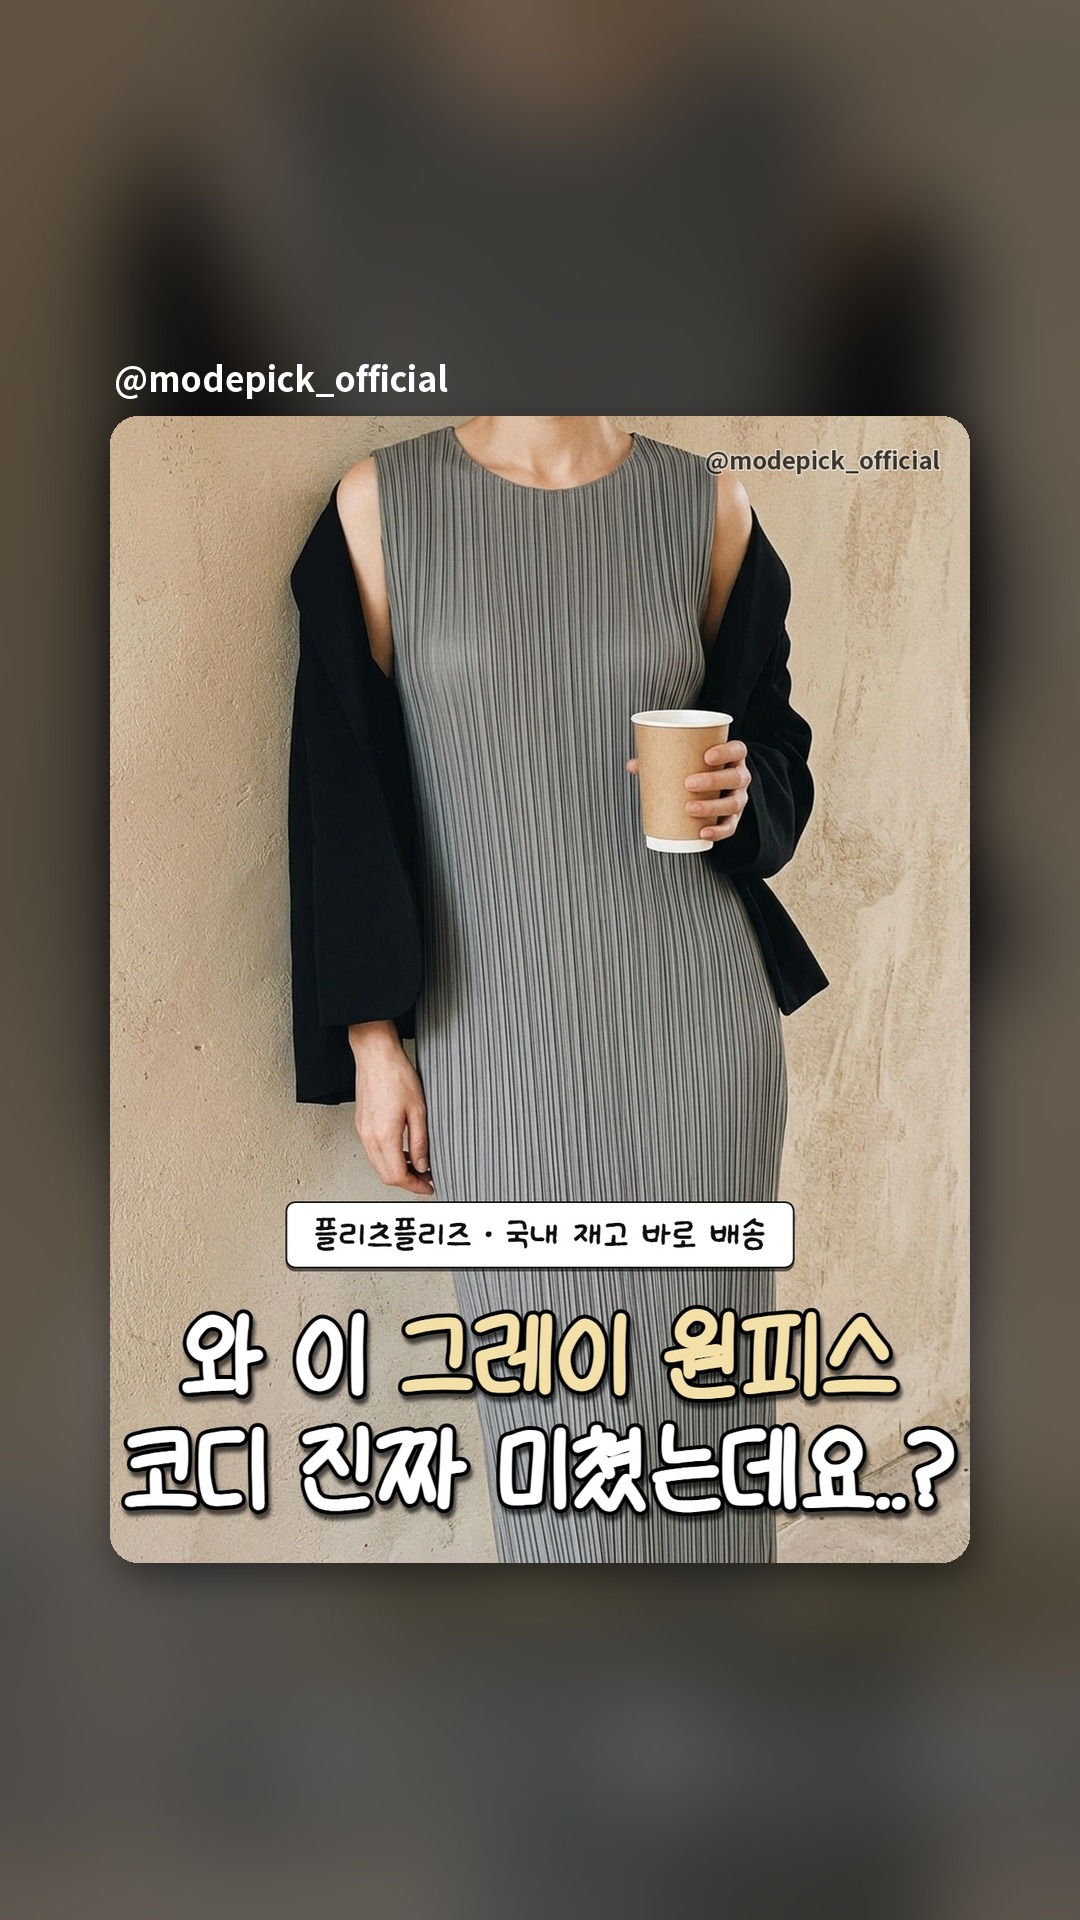 @modepick_official
@modepick_official
플리츠플리즈 · 국내 재고 바로 배송
와 이 그레이 원피스
코디 진짜 미쳤는데요..?